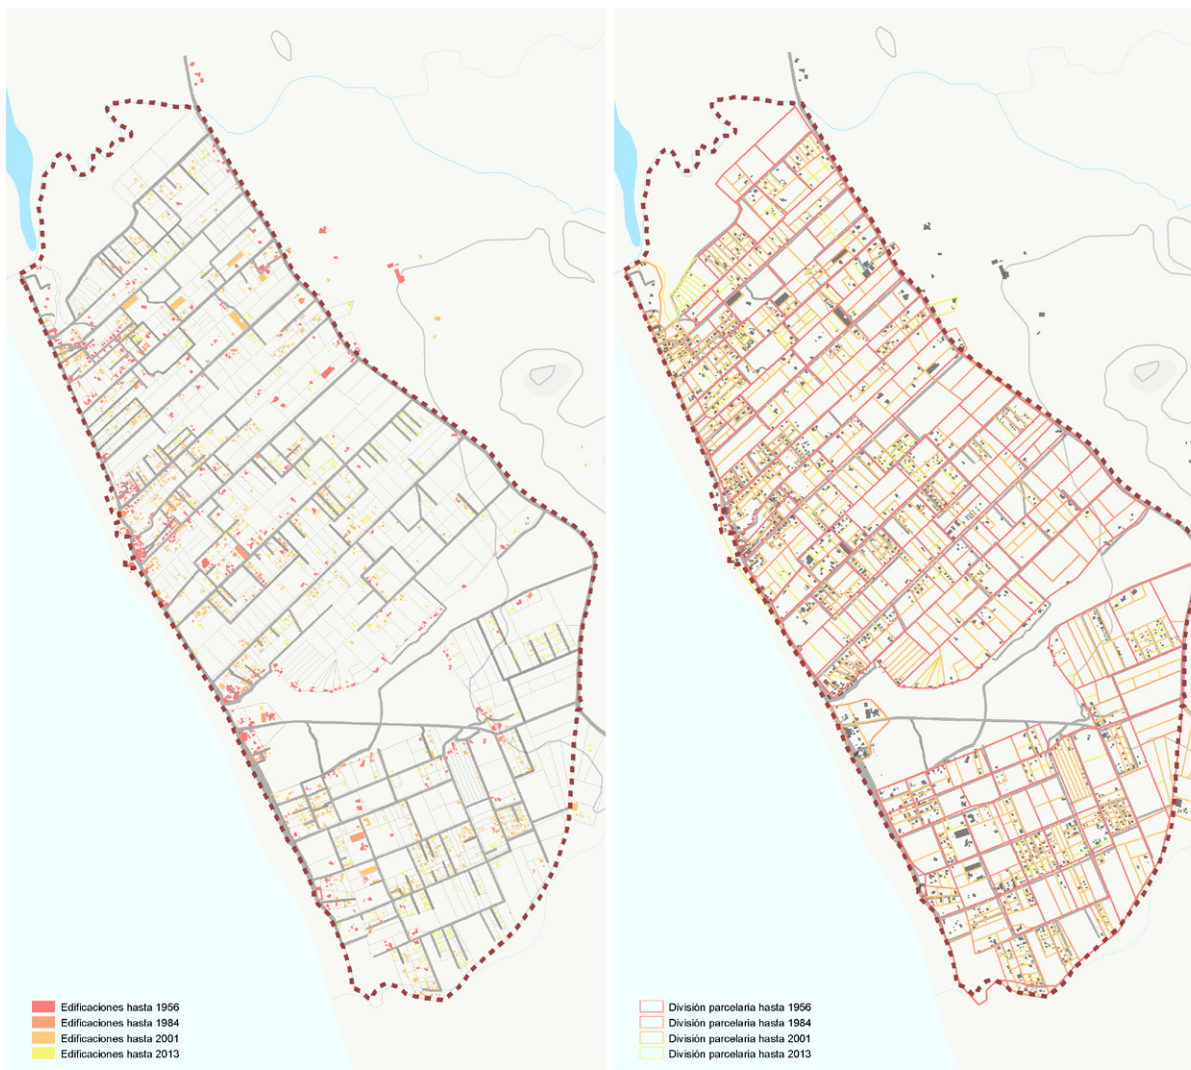 Edificaciones hasta 1956
Edificaciones hasta 1984
Edificaciones hasta 2001
Edificaciones hasta 2013
División parcelaria hasta 1956
División parcelaria hasta 1984
División parcelaria hasta 2001
División parcelaria hasta 2013